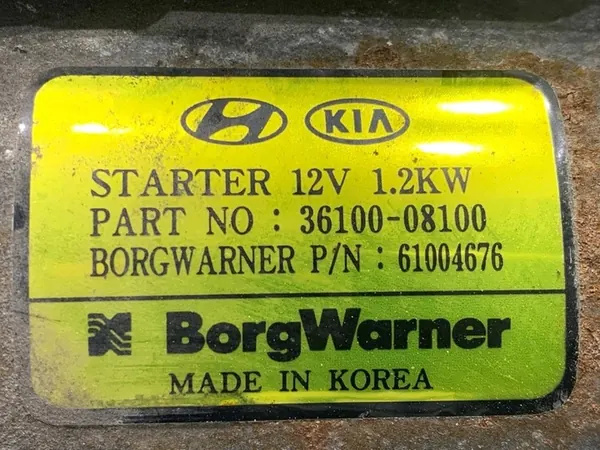 KIA
STARTER 12V 1.2KW
PART NO : 36100-08100
BORGWARNER P/N : 61004676
BorgWarner
MADE IN KOREA